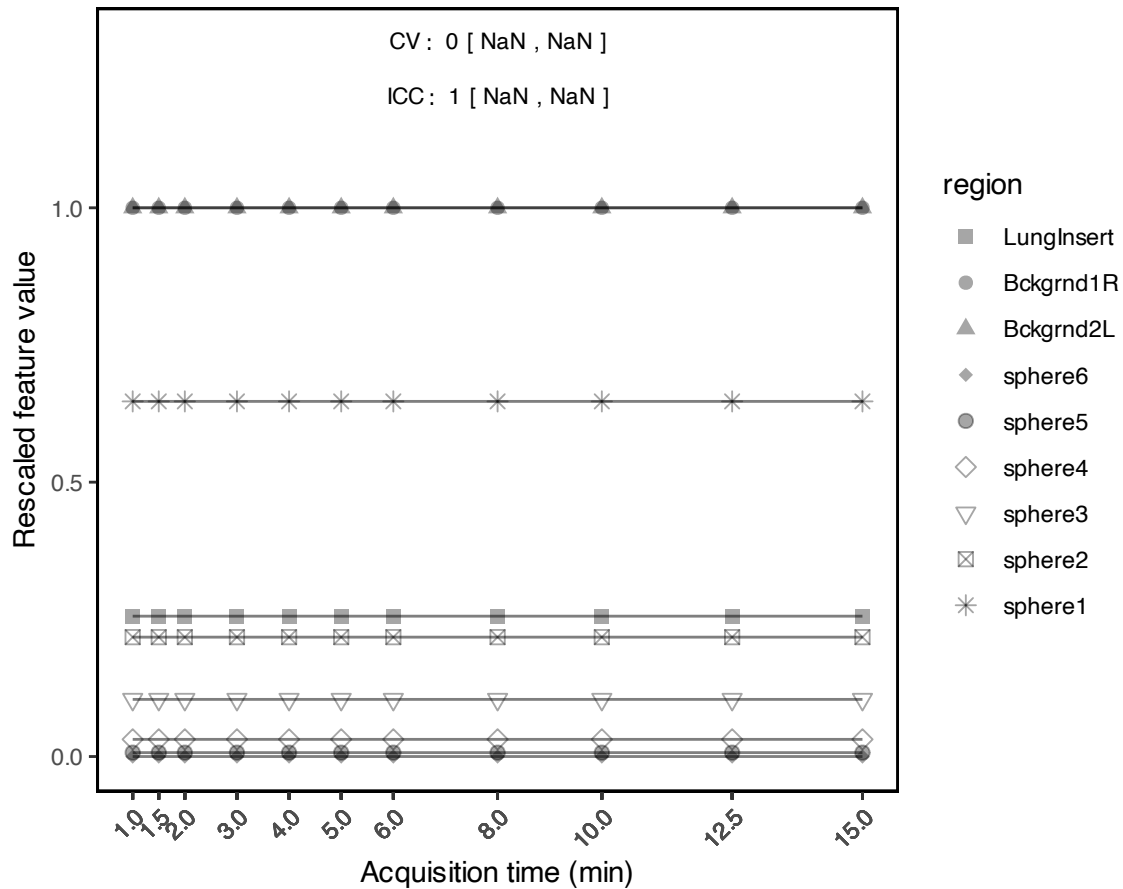 CV : 0 [ NaN , NaN ]
ICC : 1 [ NaN , NaN ]
Rescaled feature value
1.0
0.5
0.0
1.0
1.5
2.0
3.0
4.0
5.0
6.0
8.0
10.0
12.5
15.0
Acquisition time (min)
region
LungInsert
Bckgrnd1R
Bckgrnd2L
sphere6
sphere5
sphere4
sphere3
sphere2
sphere1